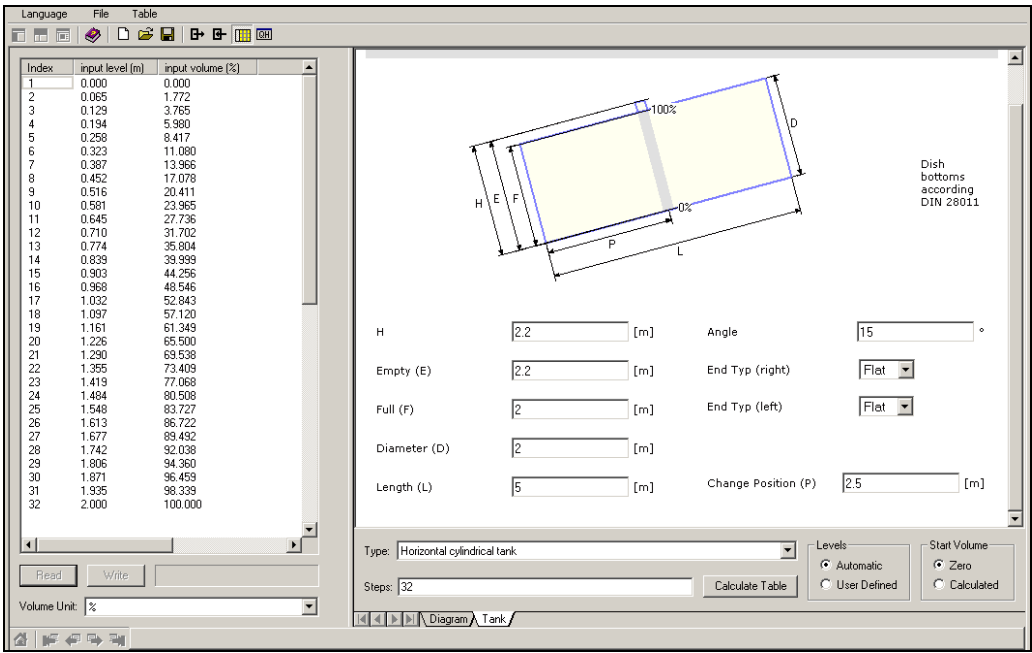 Language File Table
QH
Index input level (m) input volume (%)
1 0.000 0.000
2 0.065 1.772
3 0.129 3.765
4 0.194 5.980
5 0.258 8.417
6 0.323 11.080
7 0.387 13.966
8 0.452 17.078
9 0.516 20.411
10 0.581 23.965
11 0.645 27.736
12 0.710 31.702
13 0.774 35.804
14 0.839 39.999
15 0.903 44.256
16 0.968 48.546
17 1.032 52.843
18 1.097 57.120
19 1.161 61.349
20 1.226 65.500
21 1.290 69.538
22 1.355 73.409
23 1.419 77.068
24 1.484 80.508
25 1.548 83.727
26 1.613 86.722
27 1.677 89.492
28 1.742 92.038
29 1.806 94.360
30 1.871 96.459
31 1.935 98.339
32 2.000 100.000
Read Write
Volume Unit: %
100%
D
H E F
0%
P
L
Dish
bottoms
according
DIN 28011
H 2.2 [m] Angle 15 °
Empty (E) 2.2 [m] End Typ (right) Flat
Full (F) 2 [m] End Typ (left) Flat
Diameter (D) 2 [m]
Length (L) 5 [m] Change Position (P) 2.5 [m]
Type: Horizontal cylindrical tank
Steps: 32 Calculate Table
Levels
Automatic
User Defined
Start Volume
Zero
Calculated
Diagram Tank